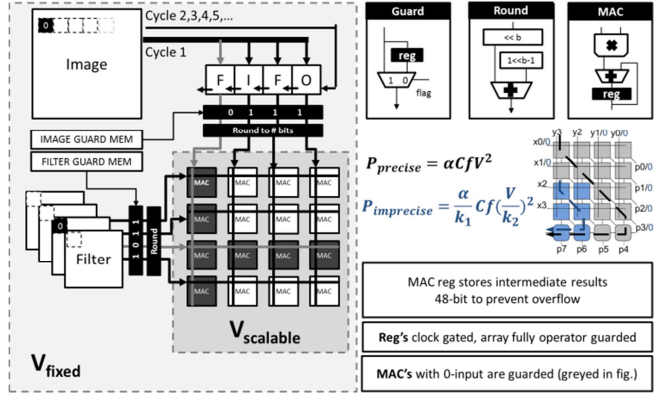 Cycle 2,3,4,5,...
Cycle 1
0
Image
F I F O
0 1 1 1
Round to # bits
IMAGE GUARD MEM
FILTER GUARD MEM
0
Filter
1 0 1 1
Round
MAC MAC MAC MAC
MAC MAC MAC MAC
MAC MAC MAC MAC
MAC MAC MAC MAC
Vscalable
Vfixed
Guard
reg
1 0
flag
Round
<< b
1<<b-1
MAC
reg
Pprecise = αCfV²
Pimprecise = α/k₁ Cf(V/k₂)²
y3 y2 y1/0 y0/0
x0/0
x1/0
x2
x3
p0/0
p1/0
p2/0
p3/0
p7 p6 p5 p4
MAC reg stores intermediate results
48-bit to prevent overflow
Reg's clock gated, array fully operator guarded
MAC's with 0-input are guarded (greyed in fig.)